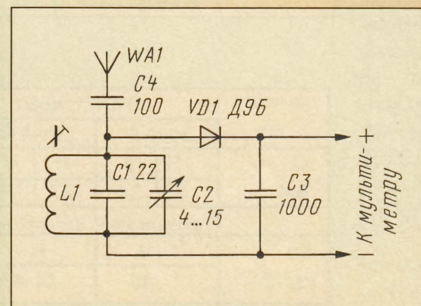 WA1
C4
100
VD1 Д9Б
+
L1
C1 22
C2
4...15
C3
1000
К мульти-
метру
−